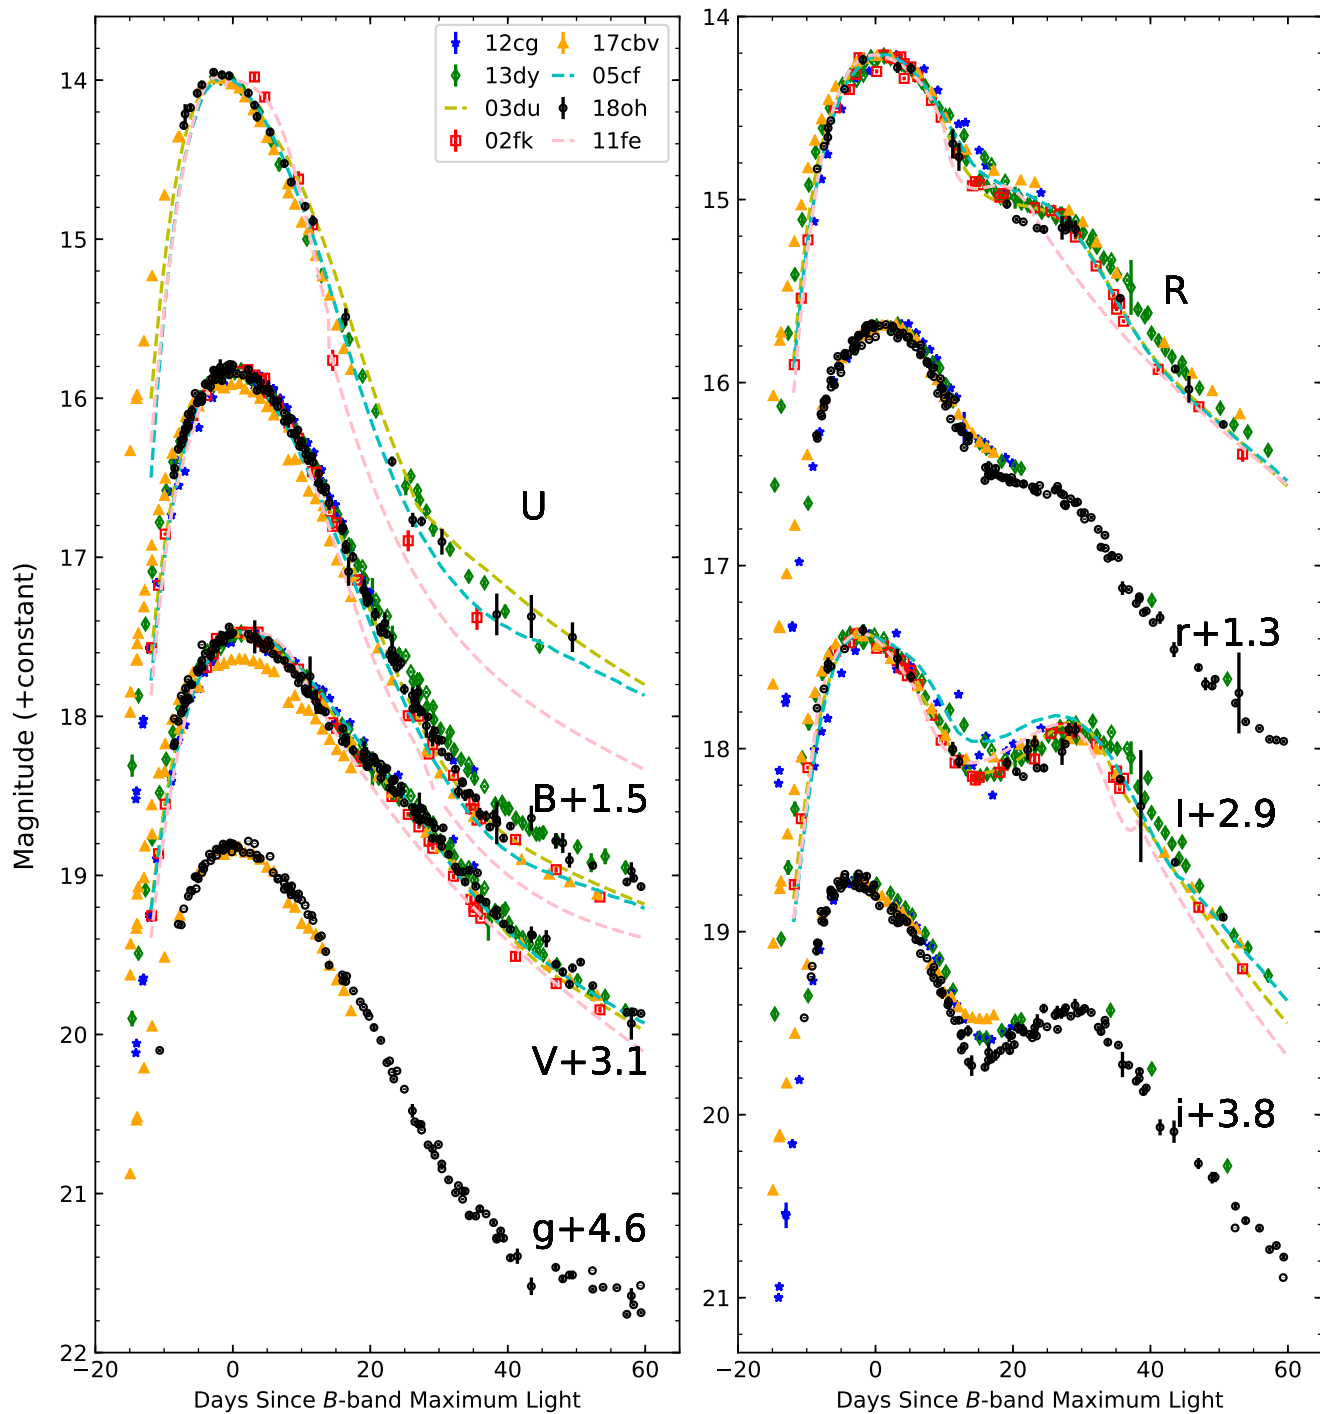 12cg 17cbv
13dy 05cf
03du 18oh
02fk 11fe
14
15
16
17
18
19
20
21
22
Magnitude (+constant)
U
B+1.5
V+3.1
g+4.6
−20 0 20 40 60
Days Since B-band Maximum Light
14
15
16
17
18
19
20
21
R
r+1.3
I+2.9
i+3.8
−20 0 20 40 60
Days Since B-band Maximum Light